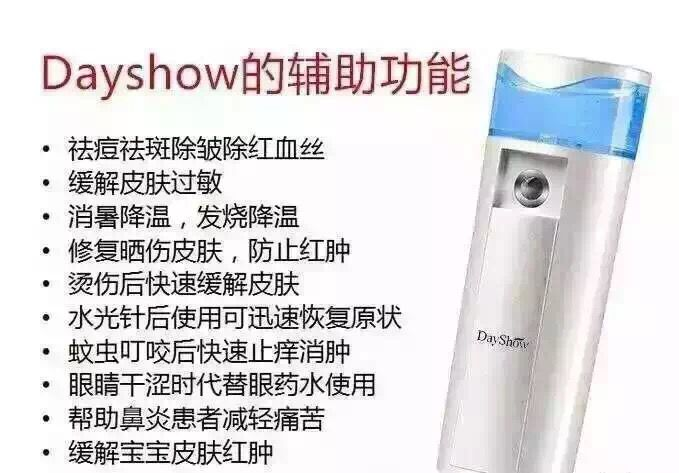 Dayshow的辅助功能
• 祛痘祛斑除皱除红血丝
• 缓解皮肤过敏
• 消暑降温，发烧降温
• 修复晒伤皮肤，防止红肿
• 烫伤后快速缓解皮肤
• 水光针后使用可迅速恢复原状
• 蚊虫叮咬后快速止痒消肿
• 眼睛干涩时代替眼药水使用
• 帮助鼻炎患者减轻痛苦
• 缓解宝宝皮肤红肿
DayShow